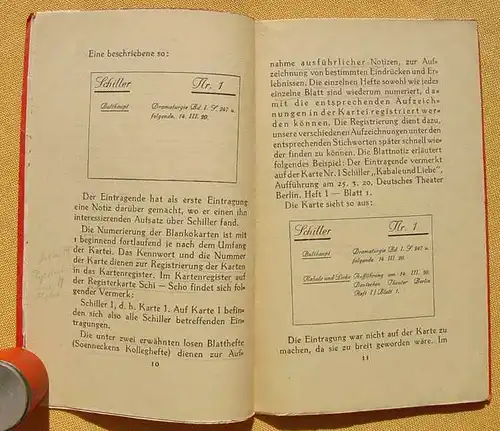 Eine beschriebene so:
Schiller Nr. 1
Bulthaupt Dramaturgie Bd I. S 247 u.
folgende. 14. III. 20.
Der Eintragende hat als erste Eintragung
eine Notiz darüber gemacht, wo er einen ihn
interessierenden Aufsatz über Schiller fand.
Die Numerierung der Blankokarten ist mit
1 beginnend fortlaufend je nach dem Umfang
der Kartei. Das Kennwort und die Nummer
der Karte dienen zur Registrierung der Karten
in das Kartenregister. Im Kartenregister auf
der Registerkarte Schi – Scho findet sich fol-
gender Vermerk:
Schiller 1, d. h. Karte 1. Auf Karte 1 befin-
den sich also alle Schiller betreffenden Ein-
tragungen.
Die unter zwei erwähnten losen Blatthefte
(Soenneckens Kolleghefte) dienen zur Auf-
10
nahme ausführlicher Notizen, zur Auf-
zeichnung von bestimmten Eindrücken und Er-
lebnissen. Die einzelnen Hefte sowohl wie jedes
einzelne Blatt sind wiederum numeriert, da-
mit die entsprechenden Aufzeich-
nungen in der Kartei registriert wer-
den können. Die Registrierung dient dazu,
unsere verschiedenen Aufzeichnungen unter den
entsprechenden Stichworten später schnell wie-
der finden zu können. Die Blattnotiz erläutert
folgendes Beispiel: Der Eintragende vermerkt
auf der Karte Nr. 1 Schiller „Kabale und Liebe“,
Aufführung am 25. 3. 20, Deutsches Theater
Berlin, Heft 1 – Blatt 1.
Die Karte sieht so aus:
Schiller Nr. 1
Bulthaupt Dramaturgie Bd I. S 247 u.
folgende. 14. III. 20.
Kabale und Liebe Aufführung am 14. III. 20.
Deutsches Theater Berlin
Heft 1 / Blatt 1.
Die Eintragung war nicht auf der Karte zu
machen, da sie zu breit geworden wäre. Im
11